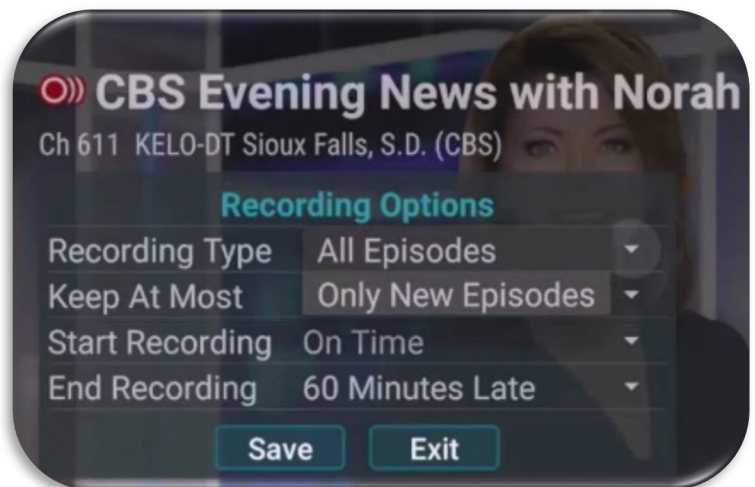 CBS Evening News with Norah
Ch 611 KELO-DT Sioux Falls, S.D. (CBS)
Recording Options
Recording Type All Episodes
Keep At Most Only New Episodes
Start Recording On Time
End Recording 60 Minutes Late
Save Exit